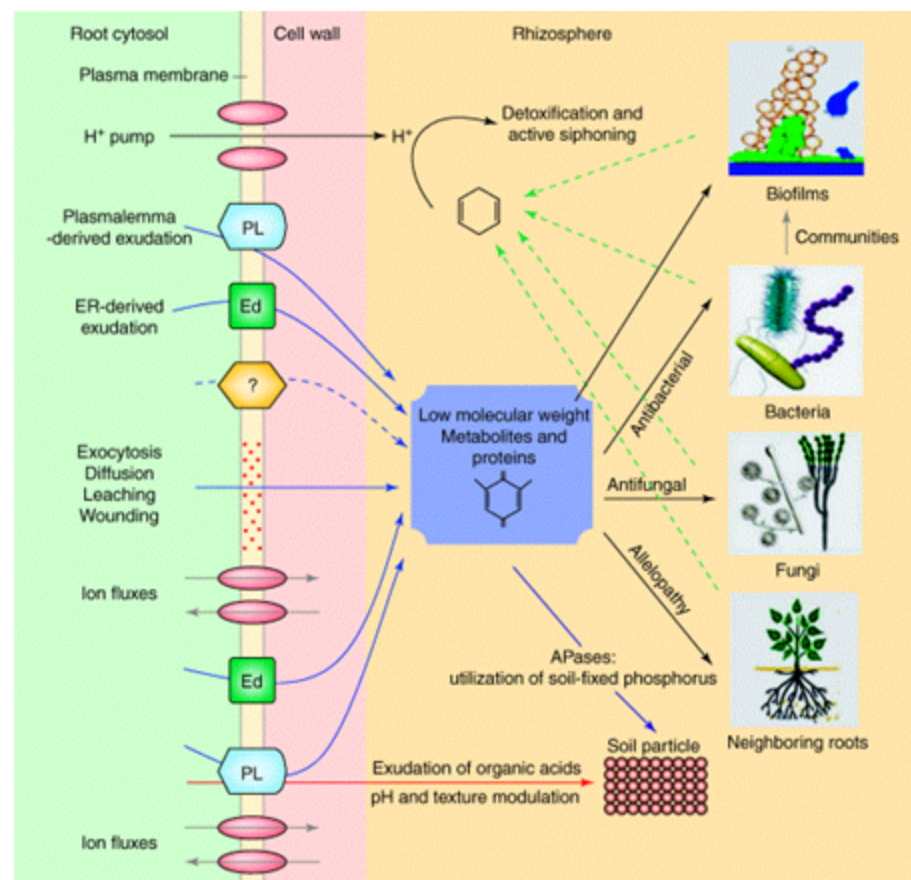 Root cytosol
Cell wall
Rhizosphere
Plasma membrane
H⁺ pump
H⁺
Detoxification and
active siphoning
Biofilms
Plasmalemma
-derived exudation
PL
Communities
ER-derived
exudation
Ed
?
Low molecular weight
Metabolites and
proteins
Antibacterial
Bacteria
Exocytosis
Diffusion
Leaching
Wounding
Antifungal
Fungi
Ion fluxes
Allelopathy
APases:
utilization of soil-fixed phosphorus
Ed
Neighboring roots
Soil particle
PL
Exudation of organic acids
pH and texture modulation
Ion fluxes